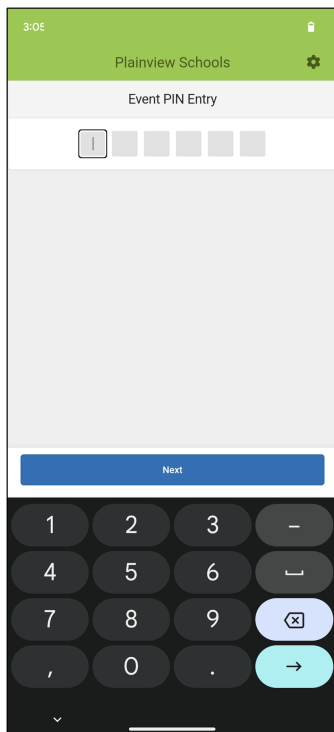 3:05
Plainview Schools
Event PIN Entry
Next
1 2 3 –
4 5 6
7 8 9
, 0 .